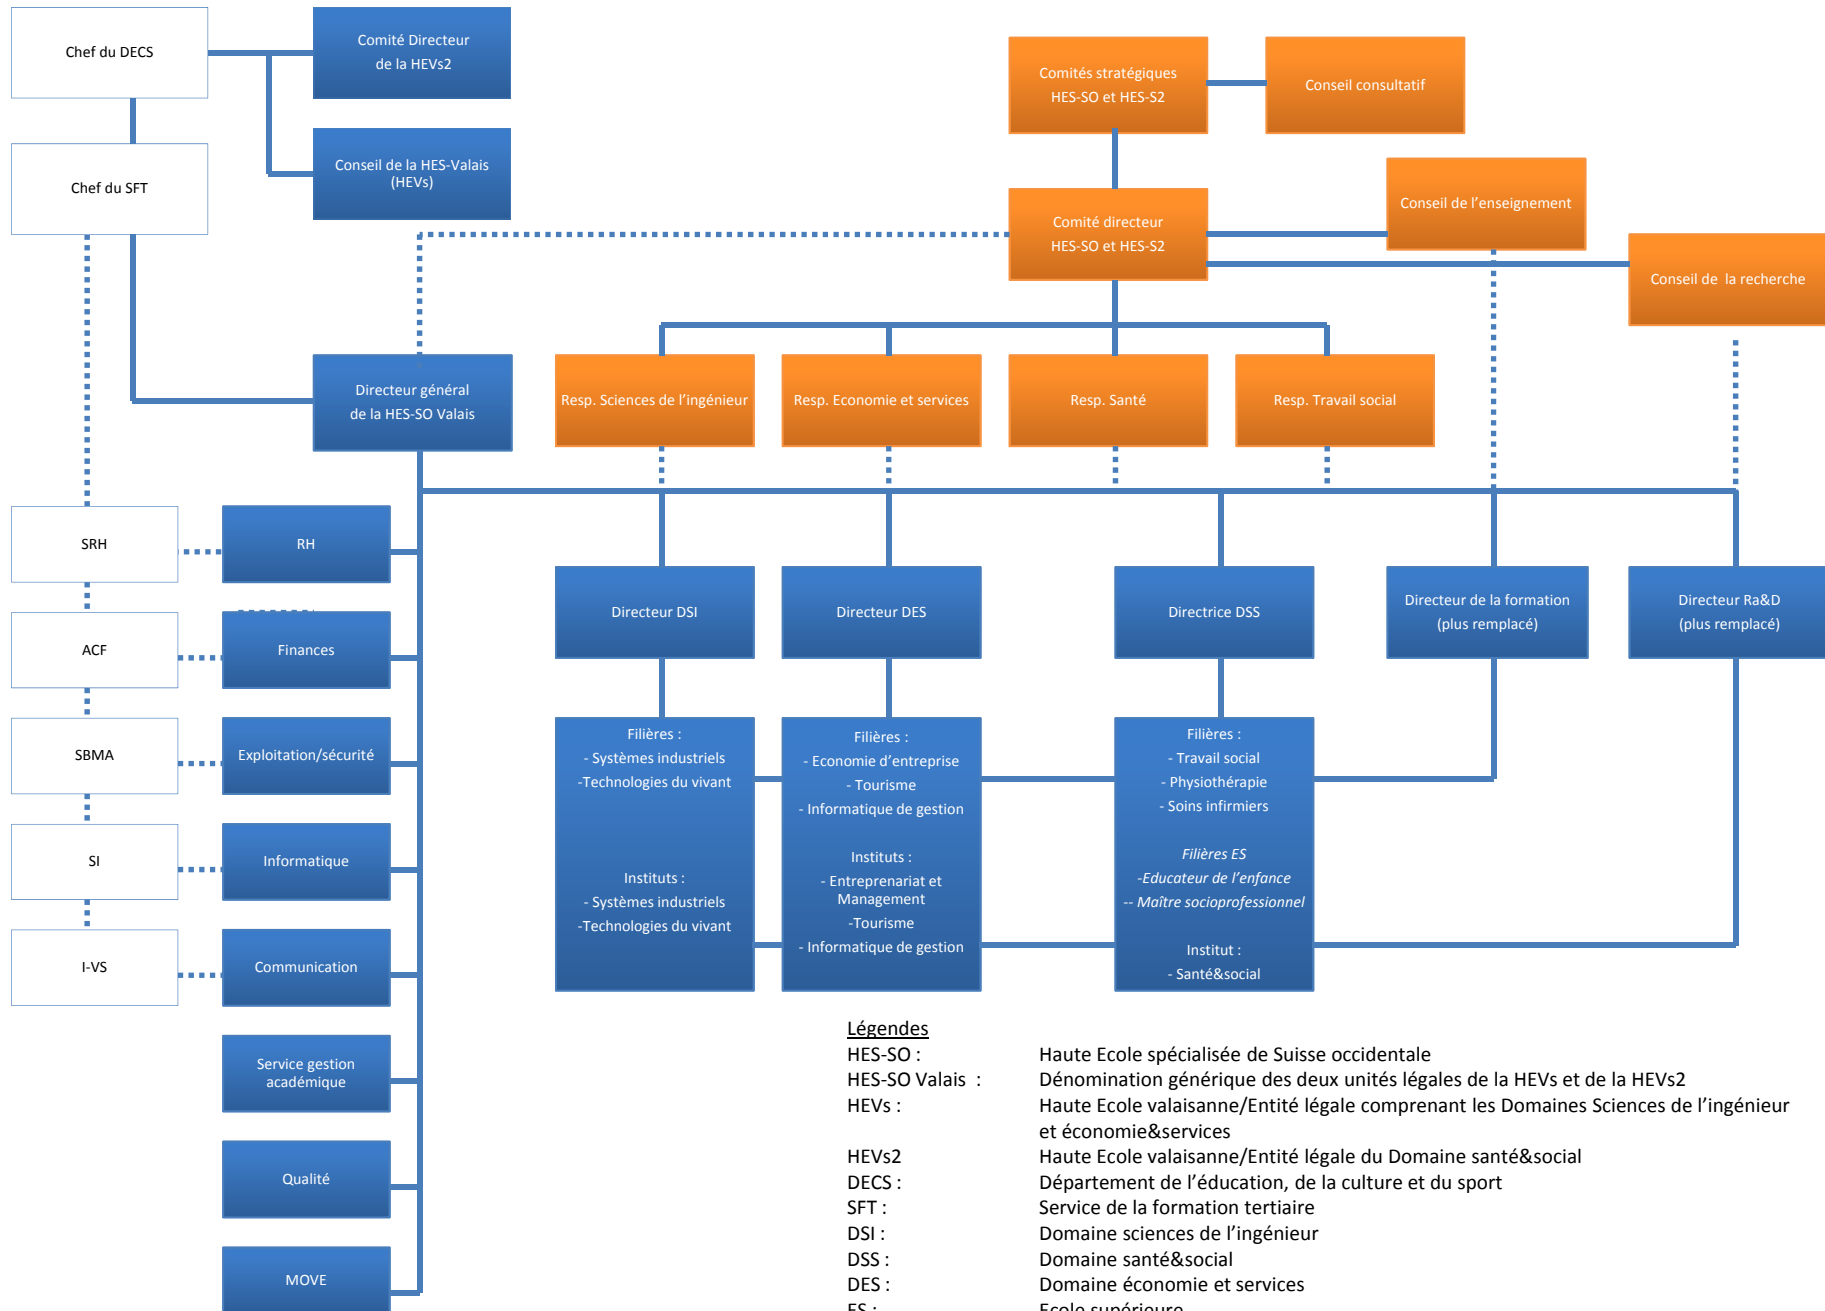 Chef du DECS
Comité Directeur
de la HEVs2
Comités stratégiques
HES-SO et HES-S2
Conseil consultatif
Chef du SFT
Conseil de la HES-Valais
(HEVs)
Comité directeur
HES-SO et HES-S2
Conseil de l’enseignement
Conseil de la recherche
Directeur général
de la HES-SO Valais
Resp. Sciences de l’ingénieur
Resp. Economie et services
Resp. Santé
Resp. Travail social
SRH
RH
ACF
Finances
SBMA
Exploitation/sécurité
SI
Informatique
I-VS
Communication
Service gestion
académique
Qualité
MOVE
Directeur DSI
Directeur DES
Directrice DSS
Directeur de la formation
(plus remplacé)
Directeur Ra&D
(plus remplacé)
Filières :
- Systèmes industriels
-Technologies du vivant
Instituts :
- Systèmes industriels
-Technologies du vivant
Filières :
- Economie d’entreprise
- Tourisme
- Informatique de gestion
Instituts :
- Entreprenariat et
Management
-Tourisme
- Informatique de gestion
Filières :
- Travail social
- Physiothérapie
- Soins infirmiers
Filières ES
-Educateur de l’enfance
-- Maître socioprofessionnel
Institut :
- Santé&social
Légendes
HES-SO : Haute Ecole spécialisée de Suisse occidentale
HES-SO Valais : Dénomination générique des deux unités légales de la HEVs et de la HEVs2
HEVs : Haute Ecole valaisanne/Entité légale comprenant les Domaines Sciences de l’ingénieur
et économie&services
HEVs2 Haute Ecole valaisanne/Entité légale du Domaine santé&social
DECS : Département de l’éducation, de la culture et du sport
SFT : Service de la formation tertiaire
DSI : Domaine sciences de l’ingénieur
DSS : Domaine santé&social
DES : Domaine économie et services
ES : Ecole supérieure